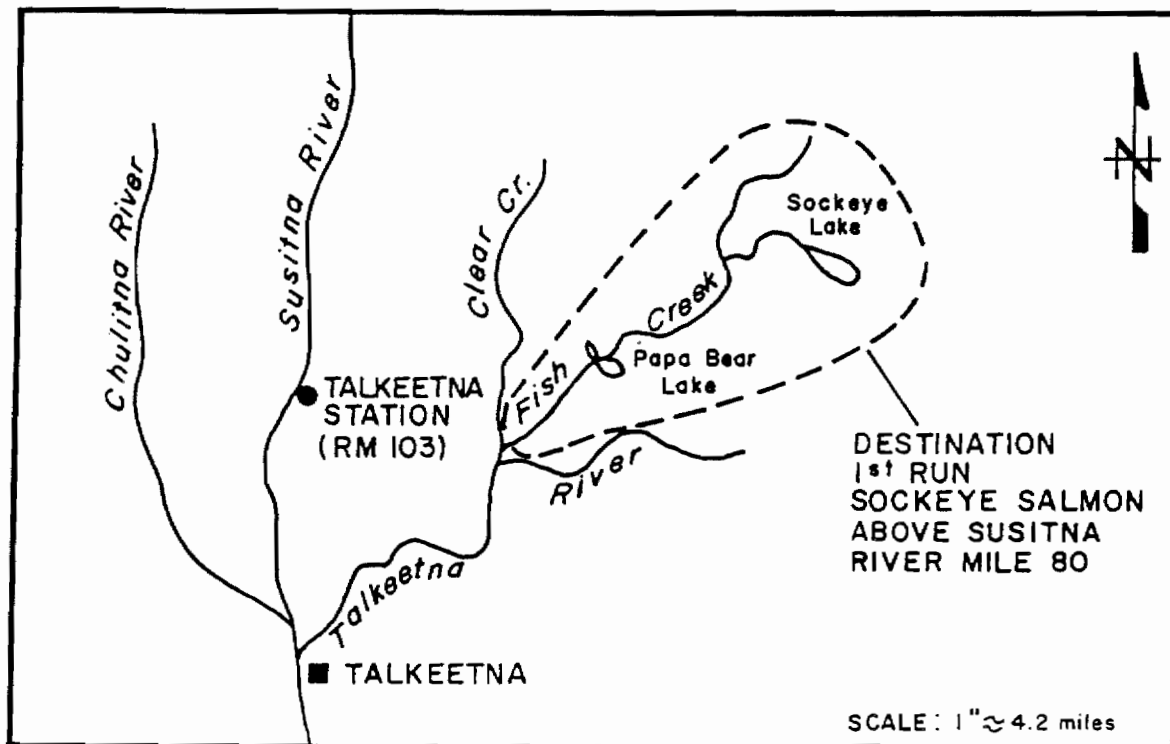 Chulitna River
Susitna River
Clear Cr.
Sockeye
Lake
Fish Creek
Papa Bear
Lake
TALKEETNA
STATION
(RM 103)
Talkeetna River
TALKEETNA
N
DESTINATION
1st RUN
SOCKEYE SALMON
ABOVE SUSITNA
RIVER MILE 80
SCALE: 1" ≈ 4.2 miles